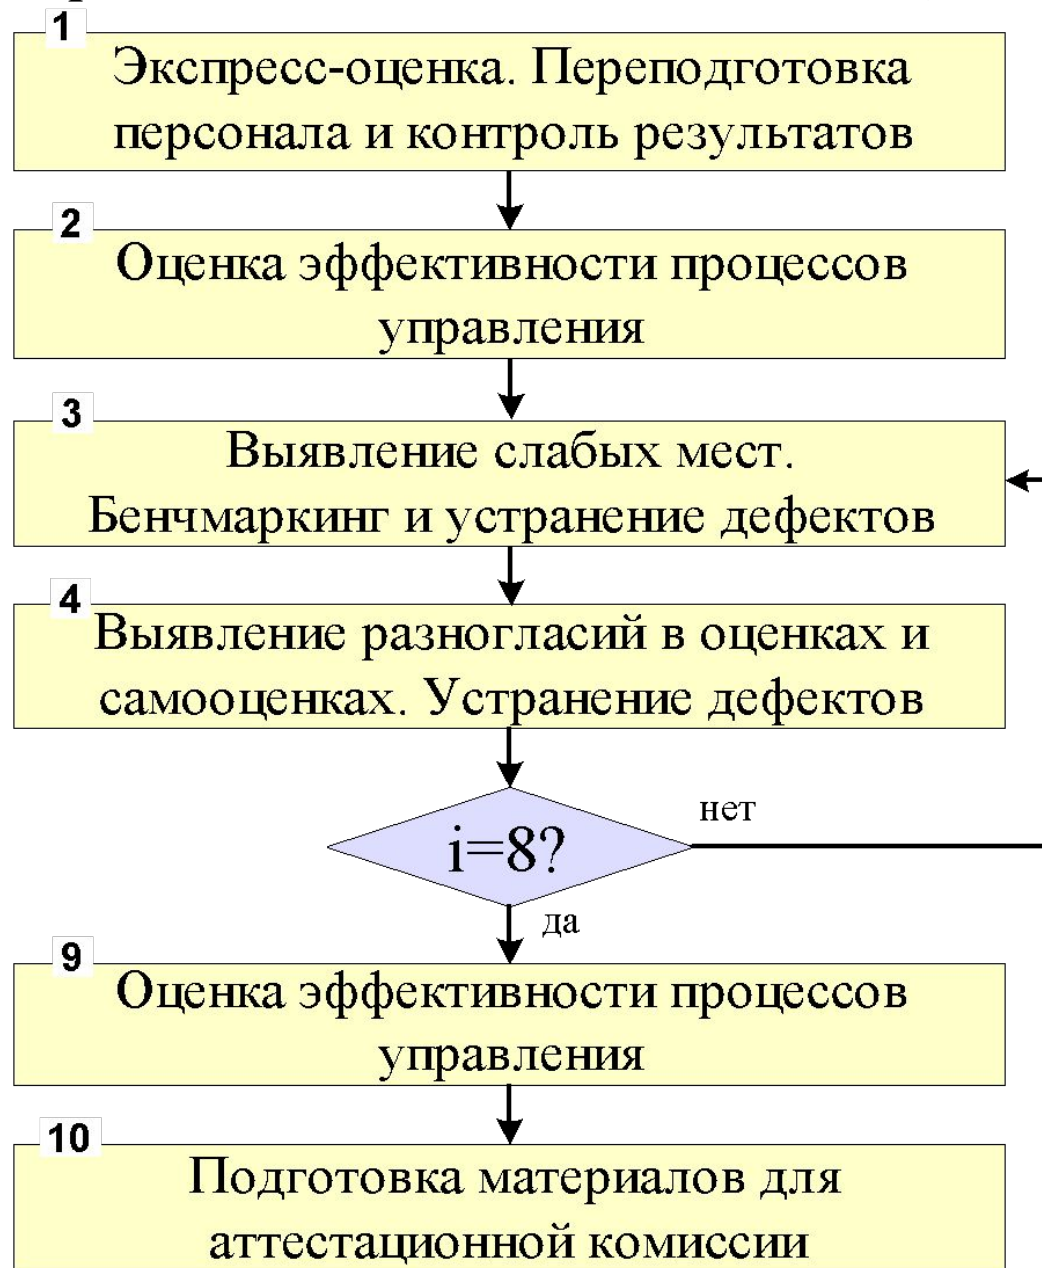 1
Экспресс-оценка. Переподготовка
персонала и контроль результатов
2
Оценка эффективности процессов
управления
3
Выявление слабых мест.
Бенчмаркинг и устранение дефектов
4
Выявление разногласий в оценках и
самооценках. Устранение дефектов
нет
i=8?
да
9
Оценка эффективности процессов
управления
10
Подготовка материалов для
аттестационной комиссии